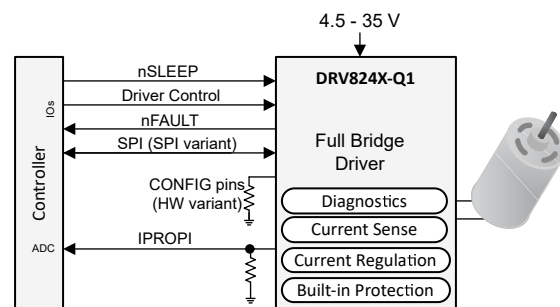 4.5 - 35 V
DRV824X-Q1
nSLEEP
Driver Control
nFAULT
SPI (SPI variant)
CONFIG pins
(HW variant)
IPROPI
Controller
IOs
ADC
Full Bridge
Driver
Diagnostics
Current Sense
Current Regulation
Built-in Protection